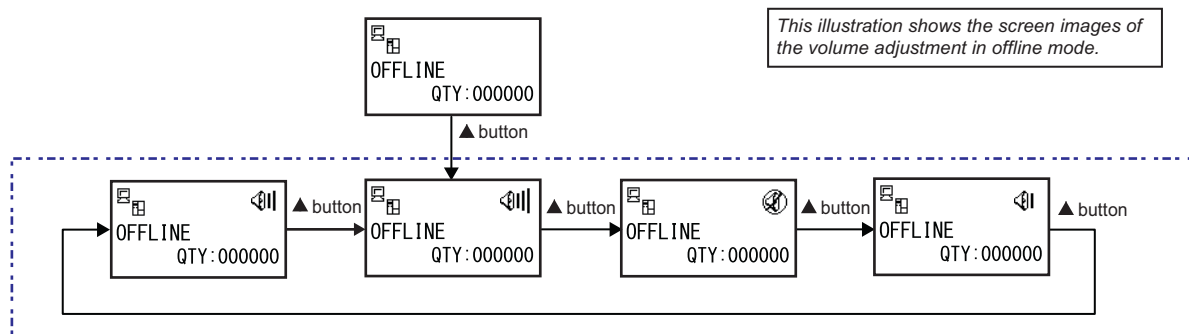 This illustration shows the screen images of
the volume adjustment in offline mode.
OFFLINE
QTY:000000
▲ button
OFFLINE
QTY:000000
▲ button
OFFLINE
QTY:000000
▲ button
OFFLINE
QTY:000000
▲ button
OFFLINE
QTY:000000
▲ button